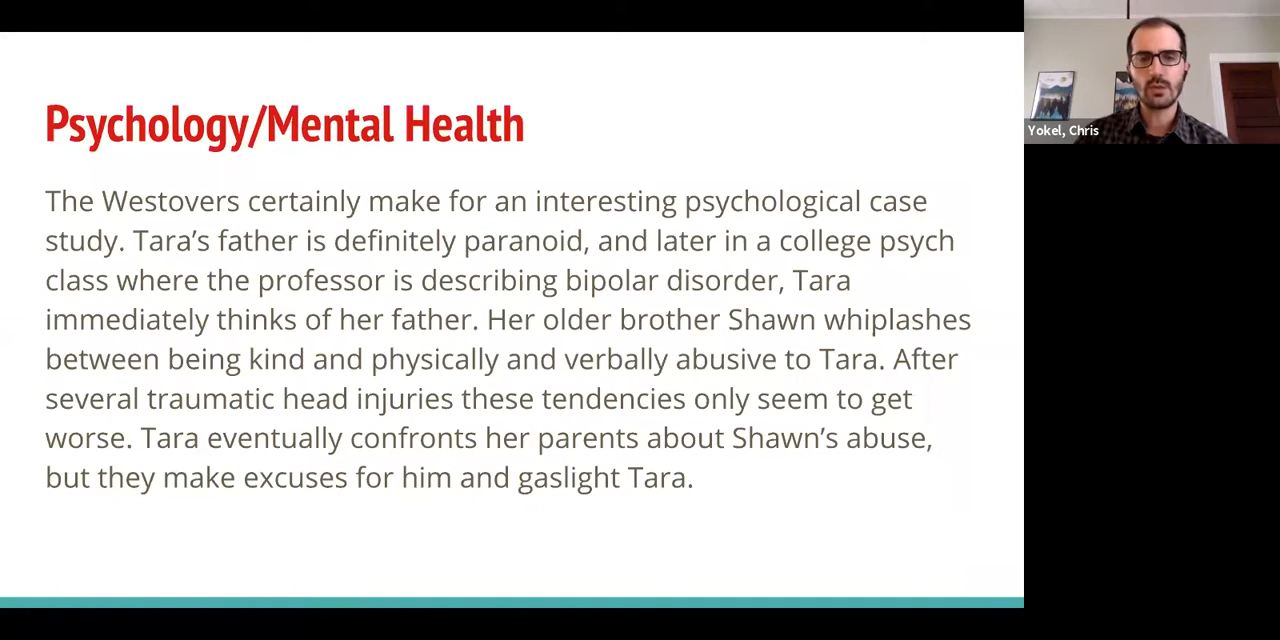 Psychology/Mental Health
The Westovers certainly make for an interesting psychological case
study. Tara’s father is definitely paranoid, and later in a college psych
class where the professor is describing bipolar disorder, Tara
immediately thinks of her father. Her older brother Shawn whiplashes
between being kind and physically and verbally abusive to Tara. After
several traumatic head injuries these tendencies only seem to get
worse. Tara eventually confronts her parents about Shawn’s abuse,
but they make excuses for him and gaslight Tara.
Yokel, Chris